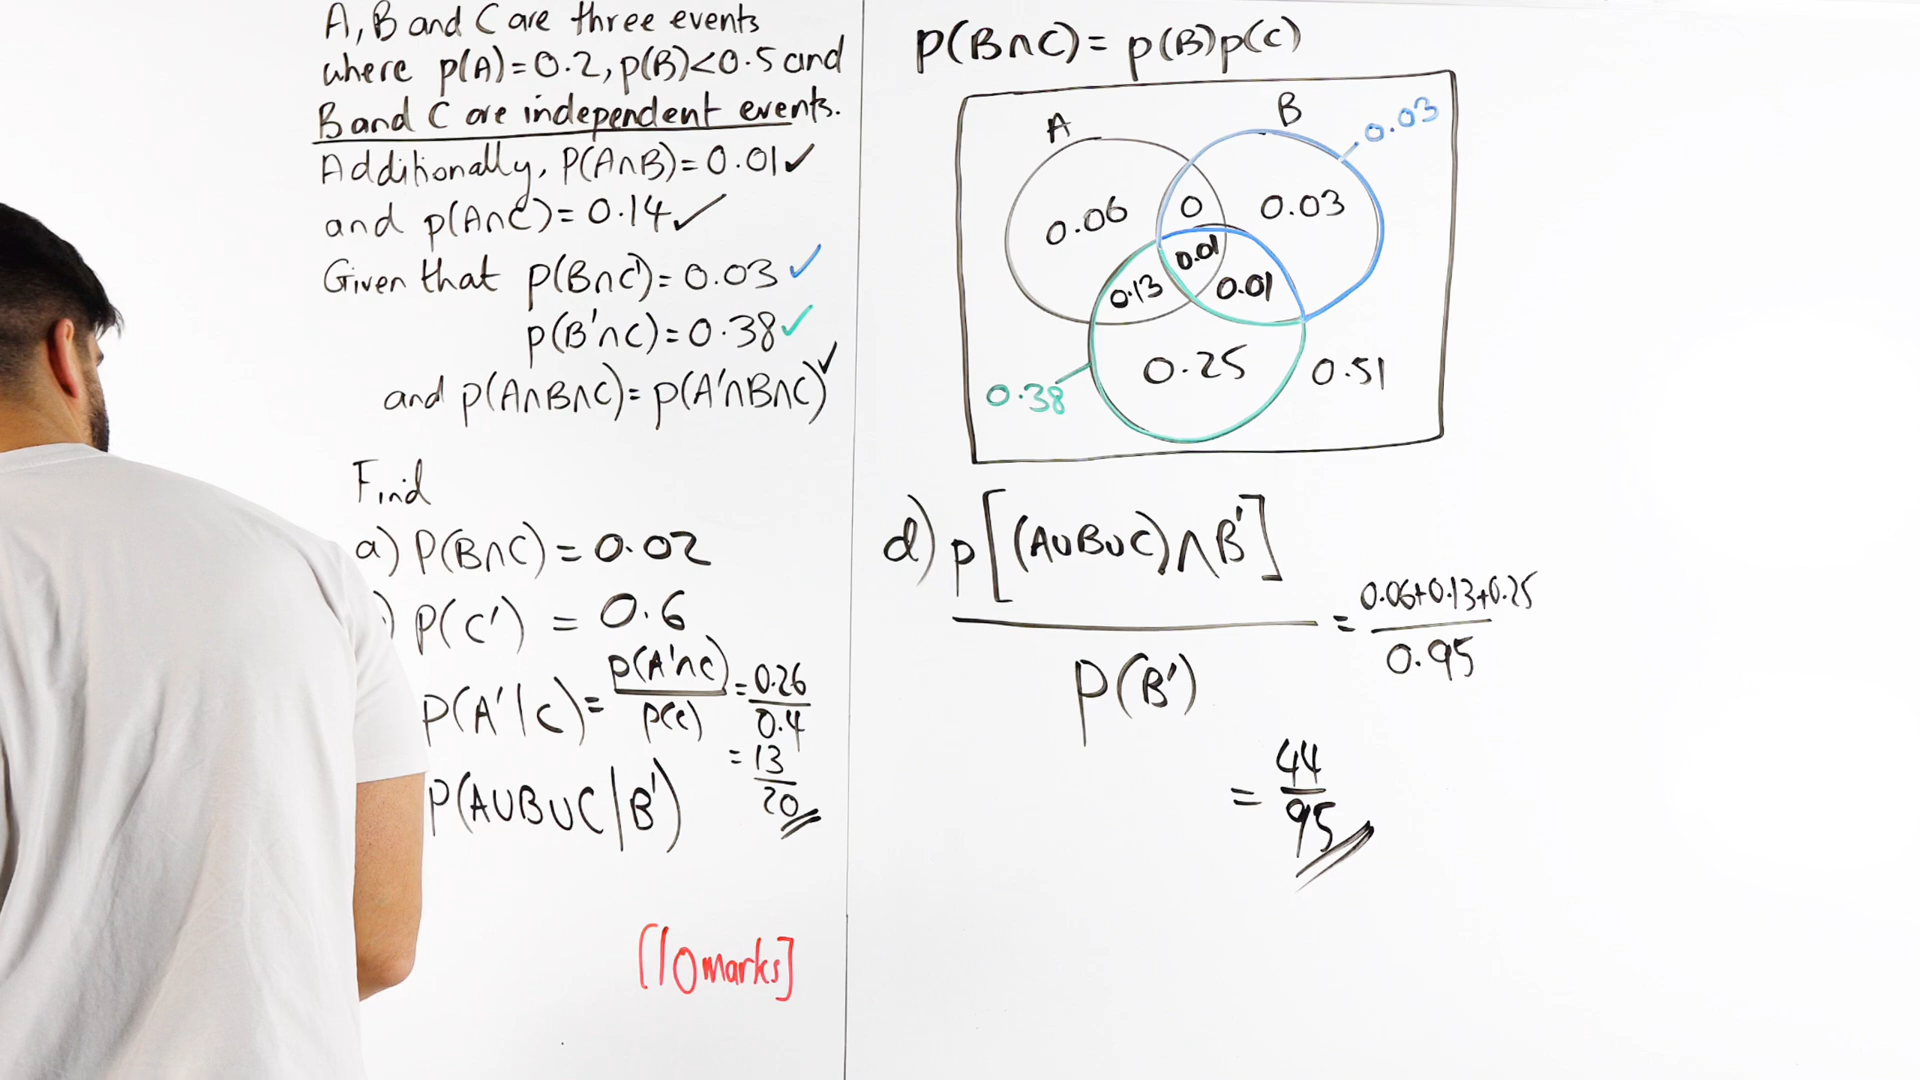 A, B and C are three events
where p(A)=0.2, p(B)<0.5 and
B and C are independent events.
Additionally, P(A∩B)=0.01✓
and p(A∩C)=0.14✓
Given that p(B∩C')=0.03✓
p(B'∩C)=0.38✓
and p(A∩B∩C)=p(A'∩B∩C)✓
Find
a) P(B∩C) = 0.02
) P(C') = 0.6
P(A'|C) = p(A'∩C)/p(C) = 0.26/0.4
= 13/20
P(A∪B∪C|B')
[10 marks]
p(B∩C) = p(B)p(C)
A
B
0.03
0.06
0
0.03
0.01
0.13
0.01
0.25
0.51
0.38
d) p[(A∪B∪C)∩B']/P(B') = 0.06+0.13+0.25/0.95
= 44/95